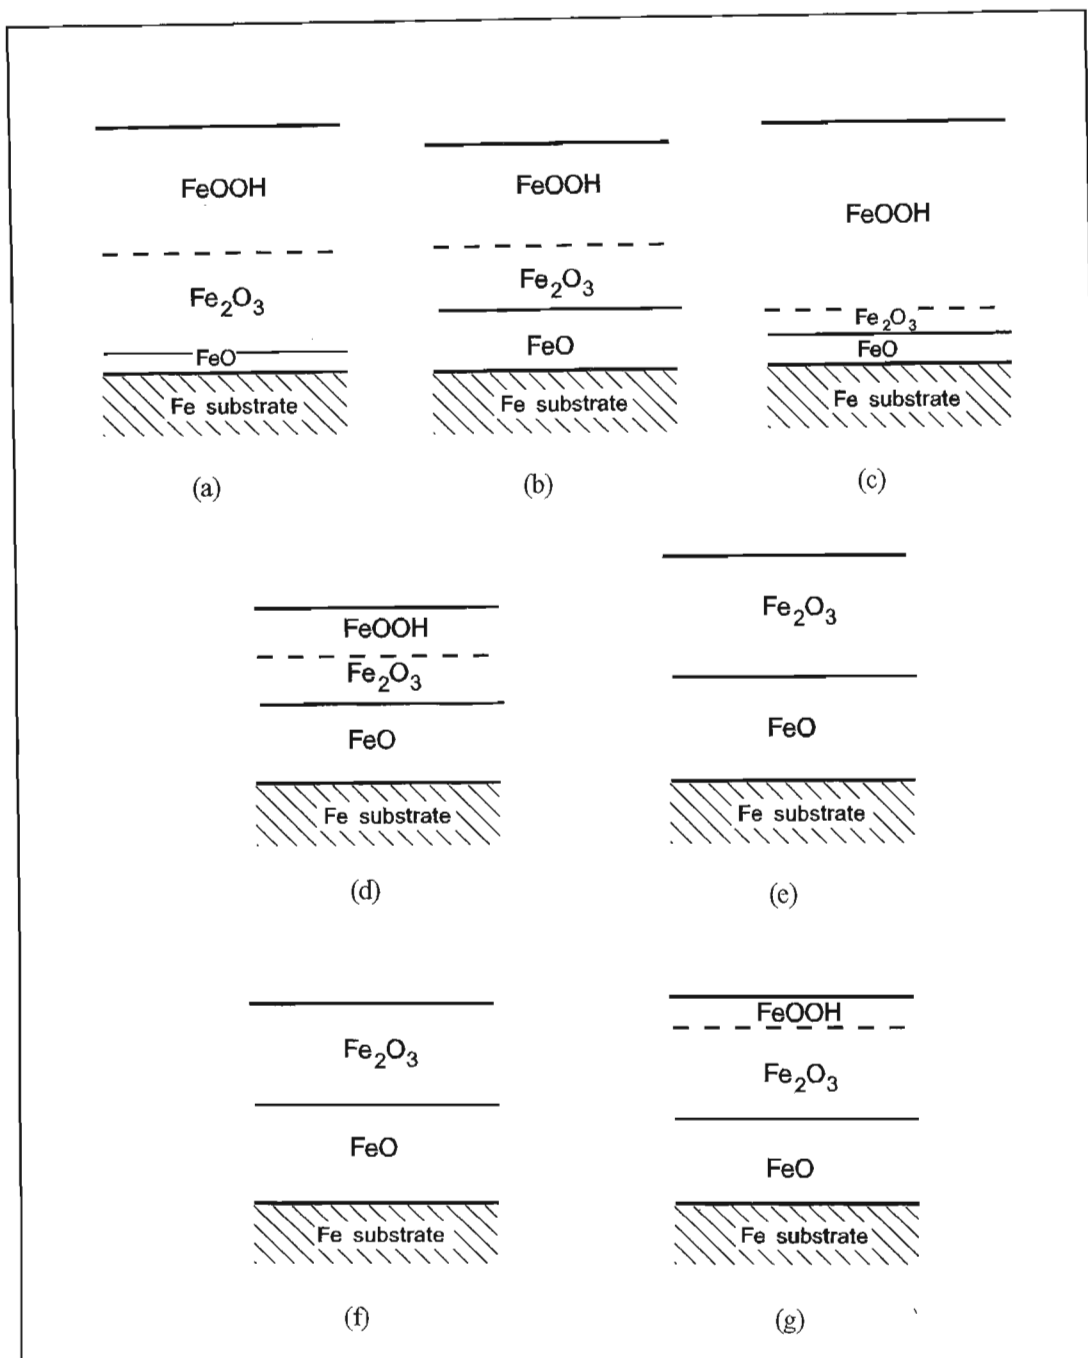 FeOOH
Fe₂O₃
FeO
Fe substrate
(a)
FeOOH
Fe₂O₃
FeO
Fe substrate
(b)
FeOOH
Fe₂O₃
FeO
Fe substrate
(c)
FeOOH
Fe₂O₃
FeO
Fe substrate
(d)
Fe₂O₃
FeO
Fe substrate
(e)
Fe₂O₃
FeO
Fe substrate
(f)
FeOOH
Fe₂O₃
FeO
Fe substrate
(g)